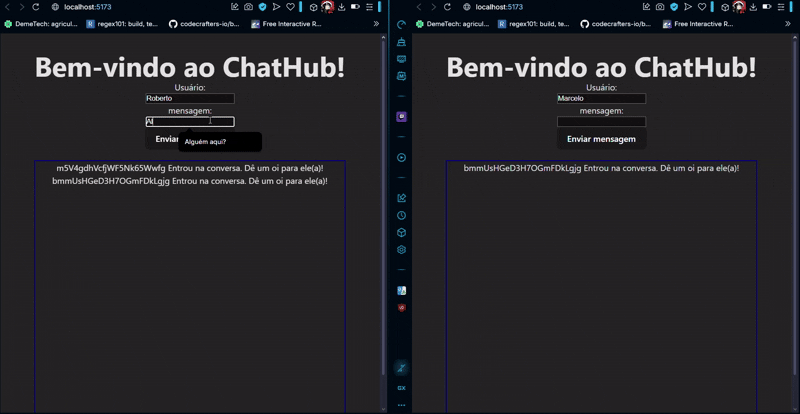 localhost:5173
DemeTech: agricul...
regex101: build, te...
codecrafters-io/b...
Free Interactive R...
Bem-vindo ao ChatHub!
Usuário:
Roberto
mensagem:
Al
Enviar
Alguém aqui?
m5V4gdhVcfjWF5Nk65Wwfg Entrou na conversa. Dê um oi para ele(a)!
bmmUsHGeD3H7OGmFDkLgjg Entrou na conversa. Dê um oi para ele(a)!
GX
localhost:5173
DemeTech: agricul...
regex101: build, te...
codecrafters-io/b...
Free Interactive R...
Bem-vindo ao ChatHub!
Usuário:
Marcelo
mensagem:
Enviar mensagem
bmmUsHGeD3H7OGmFDkLgjg Entrou na conversa. Dê um oi para ele(a)!